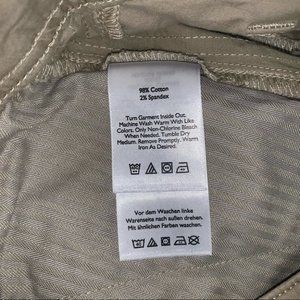 98% Cotton
2% Spandex
Turn Garment Inside Out.
Machine Wash Warm With Like
Colors. Only Non-Chlorine Bleach
When Needed. Tumble Dry
Medium. Remove Promptly. Warm
Iron As Desired.
Vor dem Waschen linke
Warenseite nach außen drehen.
Mit ähnlichen Farben waschen.